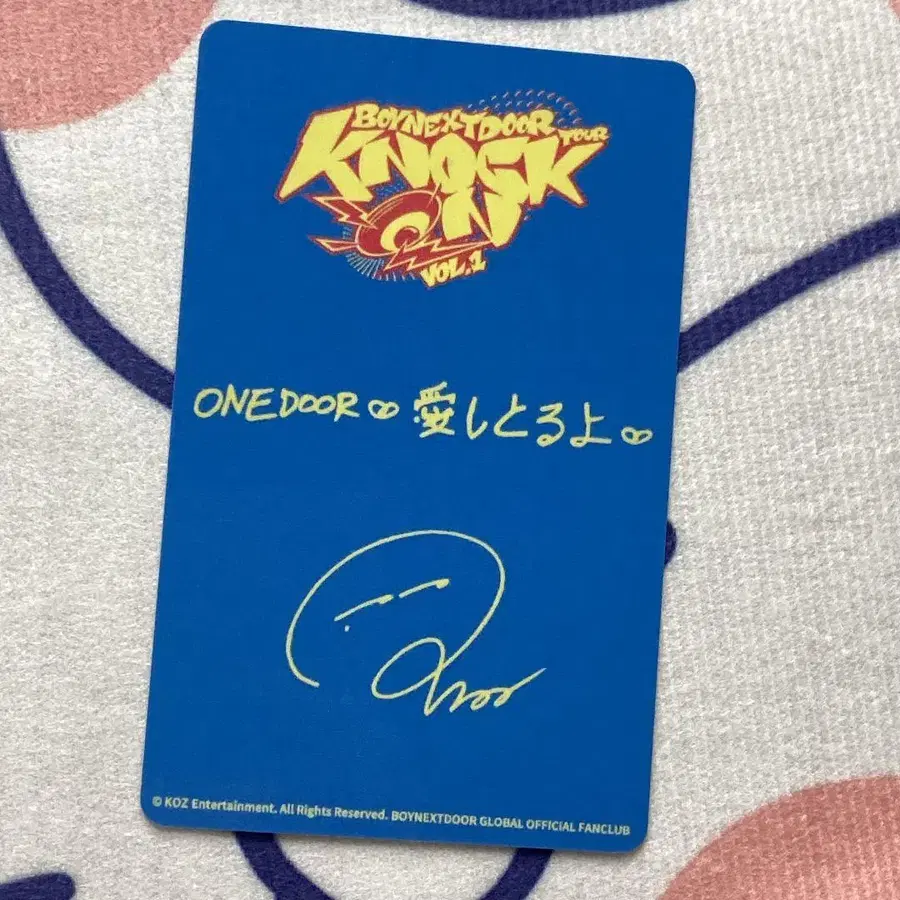 BOYNEXTDOOR TOUR
KNOCK
ON
VOL.1
ONEDOOR♡ 愛しとるよ♡
© KOZ Entertainment. All Rights Reserved. BOYNEXTDOOR GLOBAL OFFICIAL FANCLUB